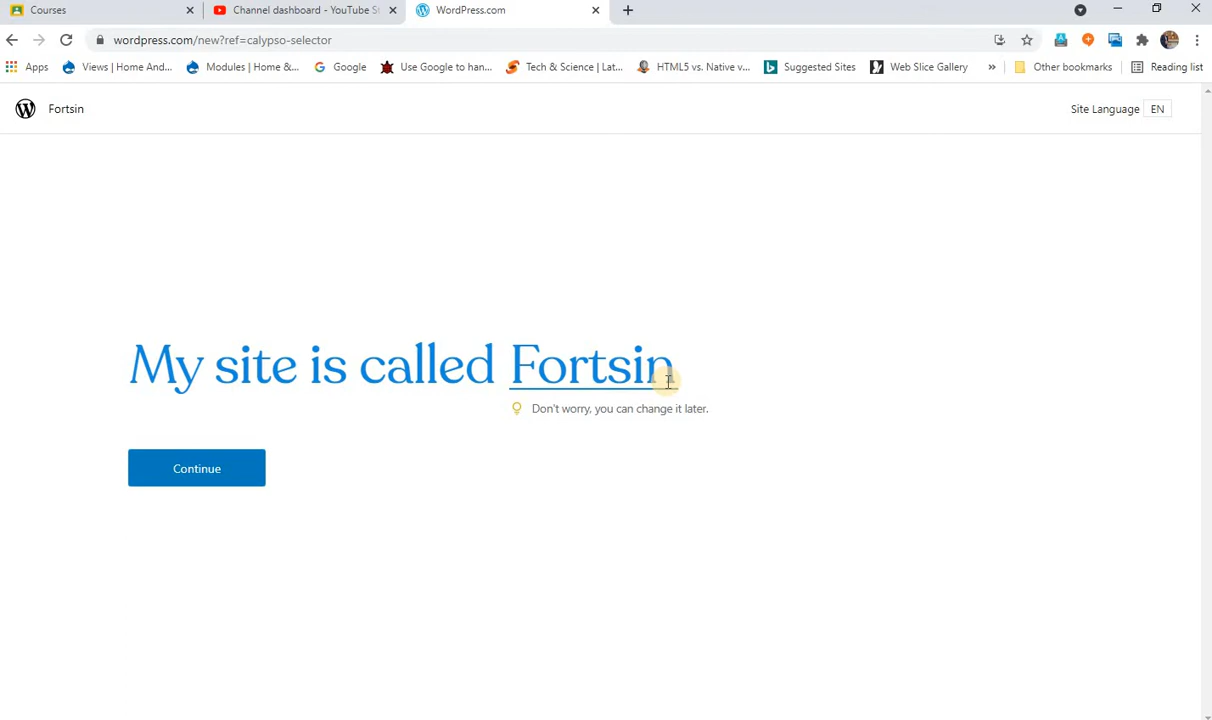 Courses
Channel dashboard - YouTube St
WordPress.com
wordpress.com/new?ref=calypso-selector
Apps
Views | Home And...
Modules | Home &...
Google
Use Google to han...
Tech & Science | Lat...
HTML5 vs. Native v...
Suggested Sites
Web Slice Gallery
»
Other bookmarks
Reading list
Fortsin
Site Language EN
My site is called Fortsin
Don't worry, you can change it later.
Continue